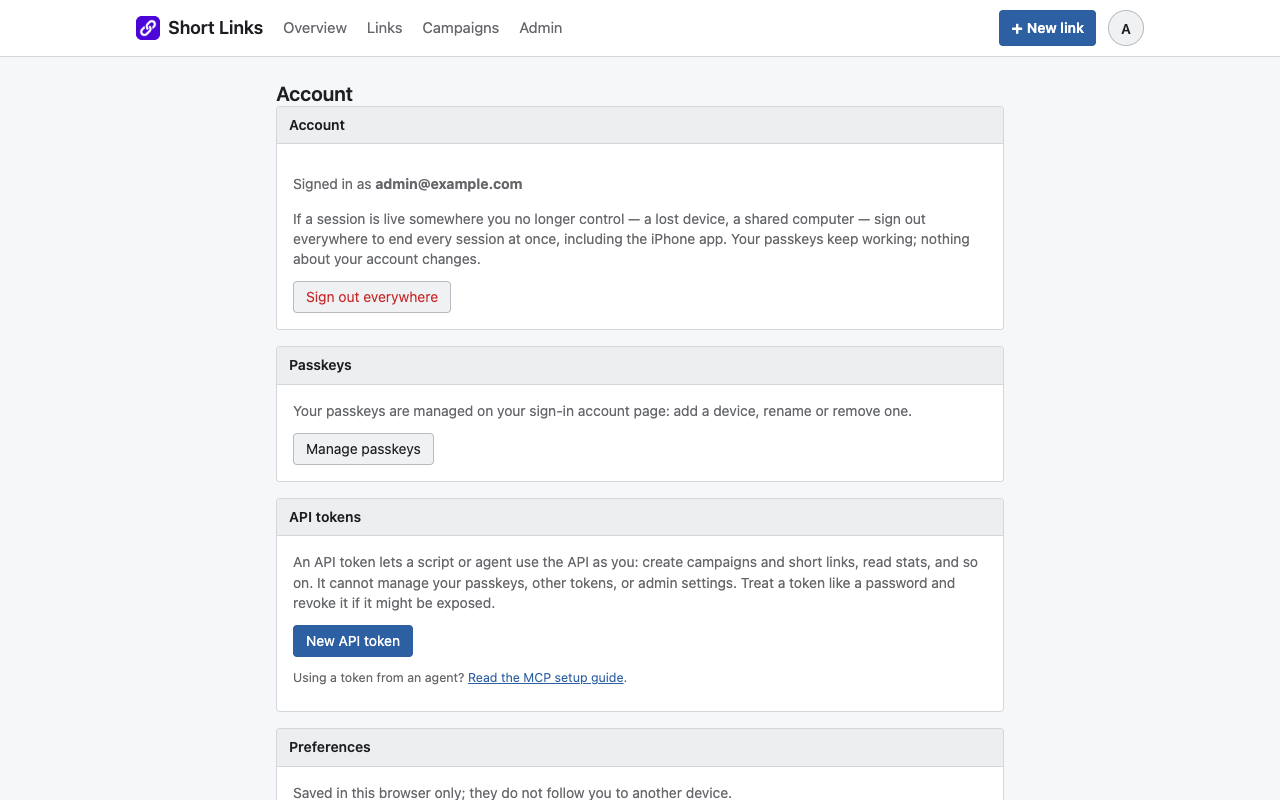 Short Links
Overview
Links
Campaigns
Admin
+ New link
A
Account
Account
Signed in as admin@example.com
If a session is live somewhere you no longer control — a lost device, a shared computer — sign out
everywhere to end every session at once, including the iPhone app. Your passkeys keep working; nothing
about your account changes.
Sign out everywhere
Passkeys
Your passkeys are managed on your sign-in account page: add a device, rename or remove one.
Manage passkeys
API tokens
An API token lets a script or agent use the API as you: create campaigns and short links, read stats, and so
on. It cannot manage your passkeys, other tokens, or admin settings. Treat a token like a password and
revoke it if it might be exposed.
New API token
Using a token from an agent? Read the MCP setup guide.
Preferences
Saved in this browser only; they do not follow you to another device.